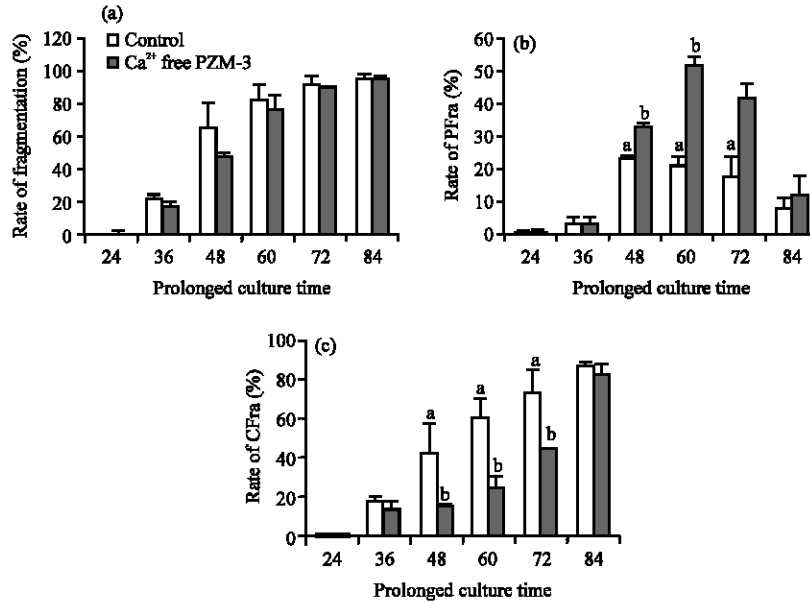 (a)
Control
Ca²⁺ free PZM-3
Rate of fragmentation (%)
120
100
80
60
40
20
0
24 36 48 60 72 84
Prolonged culture time
(b)
Rate of PFra (%)
60
50
40
30
20
10
0
a b a b a
24 36 48 60 72 84
Prolonged culture time
(c)
Rate of CFra (%)
100
80
60
40
20
0
a b a b a b
24 36 48 60 72 84
Prolonged culture time